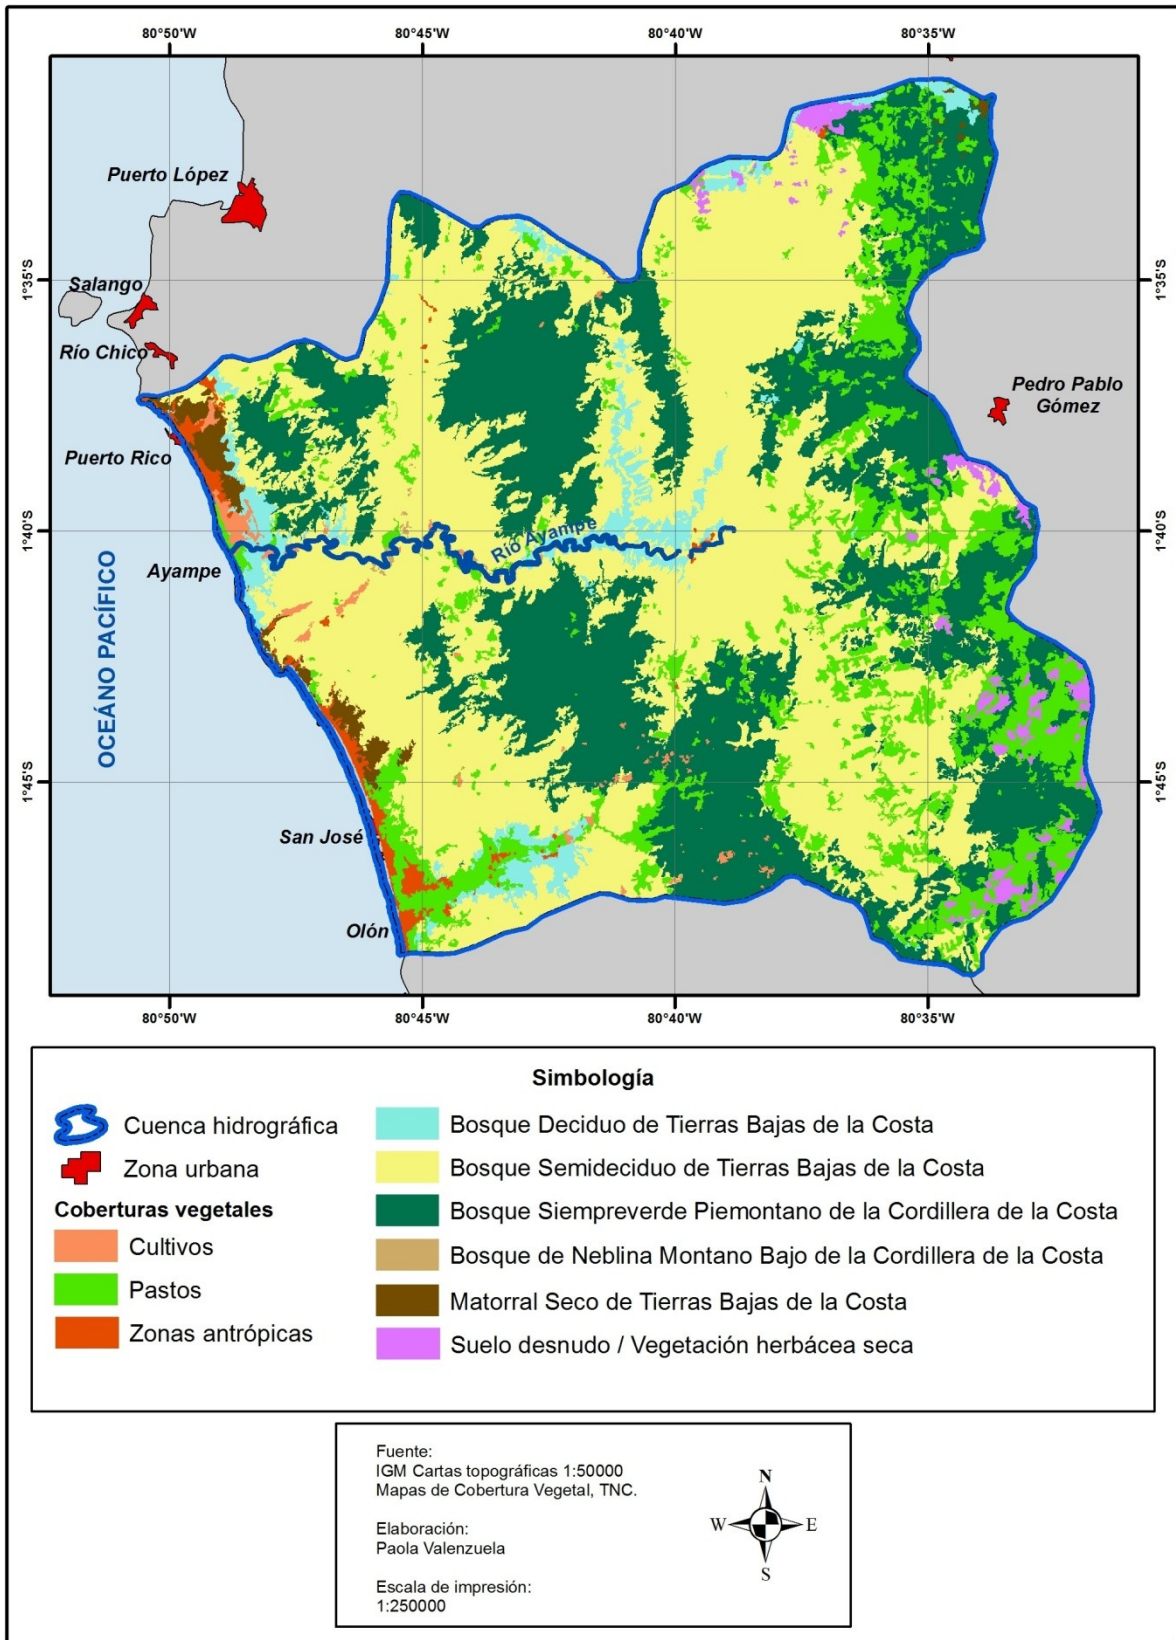 80°50'W
80°45'W
80°40'W
80°35'W
Puerto López
1°35'S
1°35'S
Salango
Río Chico
Pedro Pablo
Gómez
Puerto Rico
1°40'S
1°40'S
Río Ayampe
Ayampe
OCEÁNO PACÍFICO
1°45'S
1°45'S
San José
Olón
80°50'W
80°45'W
80°40'W
80°35'W
Simbología
Cuenca hidrográfica
Zona urbana
Coberturas vegetales
Cultivos
Pastos
Zonas antrópicas
Bosque Deciduo de Tierras Bajas de la Costa
Bosque Semideciduo de Tierras Bajas de la Costa
Bosque Siempreverde Piemontano de la Cordillera de la Costa
Bosque de Neblina Montano Bajo de la Cordillera de la Costa
Matorral Seco de Tierras Bajas de la Costa
Suelo desnudo / Vegetación herbácea seca
Fuente:
IGM Cartas topográficas 1:50000
Mapas de Cobertura Vegetal, TNC.
Elaboración:
Paola Valenzuela
Escala de impresión:
1:250000
N
W
E
S